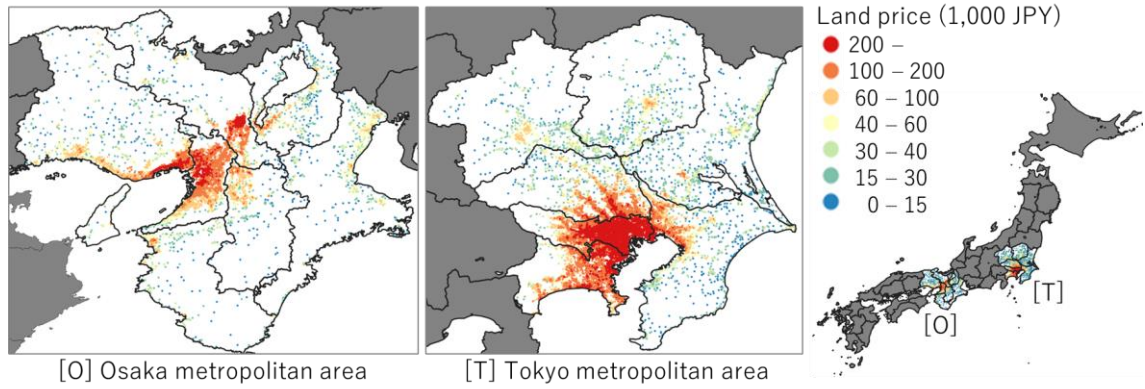 Land price (1,000 JPY)
200 –
100 – 200
60 – 100
40 – 60
30 – 40
15 – 30
0 – 15
[T]
[O]
[O] Osaka metropolitan area
[T] Tokyo metropolitan area